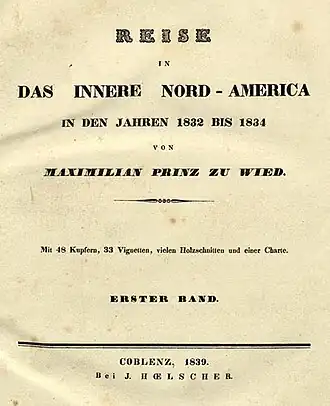 REISE
IN
DAS INNERE NORD-AMERICA
IN DEN JAHREN 1832 BIS 1834
VON
MAXIMILIAN PRINZ ZU WIED.
Mit 48 Kupfern, 33 Vignetten, vielen Holzschnitten und einer Charte.
ERSTER BAND.
COBLENZ, 1839.
Bei J. HŒLSCHER.